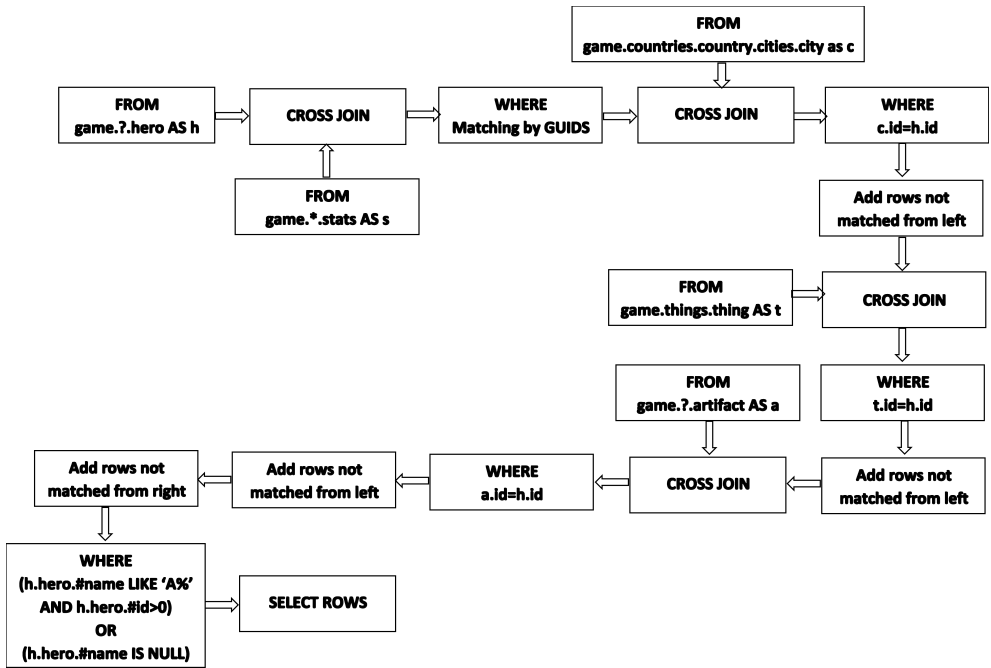 FROM
game.countries.country.cities.city as c
FROM
game.?.hero AS h
CROSS JOIN
WHERE
Matching by GUIDS
CROSS JOIN
WHERE
c.id=h.id
FROM
game.*.stats AS s
Add rows not
matched from left
FROM
game.things.thing AS t
CROSS JOIN
FROM
game.?.artifact AS a
WHERE
t.id=h.id
Add rows not
matched from right
Add rows not
matched from left
WHERE
a.id=h.id
CROSS JOIN
Add rows not
matched from left
WHERE
(h.hero.#name LIKE ‘A%’
AND h.hero.#id>0)
OR
(h.hero.#name IS NULL)
SELECT ROWS